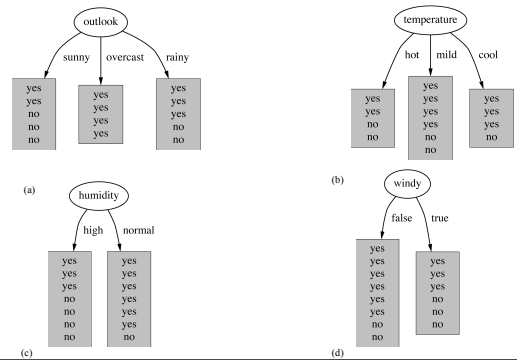 outlook
sunny overcast rainy
yes
yes
no
no
no
yes
yes
yes
yes
yes
yes
yes
no
no
(a)
temperature
hot mild cool
yes
yes
no
no
yes
yes
yes
yes
no
no
yes
yes
yes
no
(b)
humidity
high normal
yes
yes
yes
no
no
no
no
yes
yes
yes
yes
yes
yes
no
(c)
windy
false true
yes
yes
yes
yes
yes
yes
no
no
yes
yes
yes
no
no
no
(d)